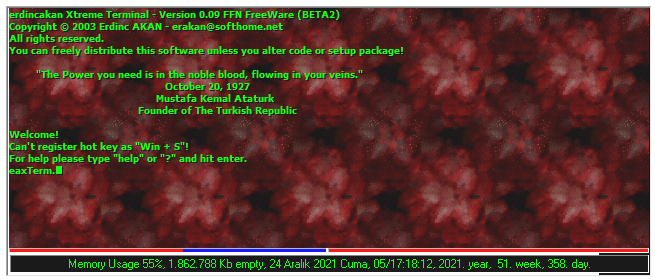 erdincakan Xtreme Terminal - Version 0.09 FFN FreeWare (BETA2)
Copyright © 2003 Erdinc AKAN - erakan@softhome.net
All rights reserved.
You can freely distribute this software unless you alter code or setup package!
"The Power you need is in the noble blood, flowing in your veins."
October 20, 1927
Mustafa Kemal Ataturk
Founder of The Turkish Republic
Welcome!
Can't register hot key as "Win + S"!
For help please type "help" or "?" and hit enter.
eaxTerm.
Memory Usage 55%, 1.862.788 Kb empty, 24 Aralik 2021 Cuma, 05/17:18:12, 2021. year, 51. week, 358. day.